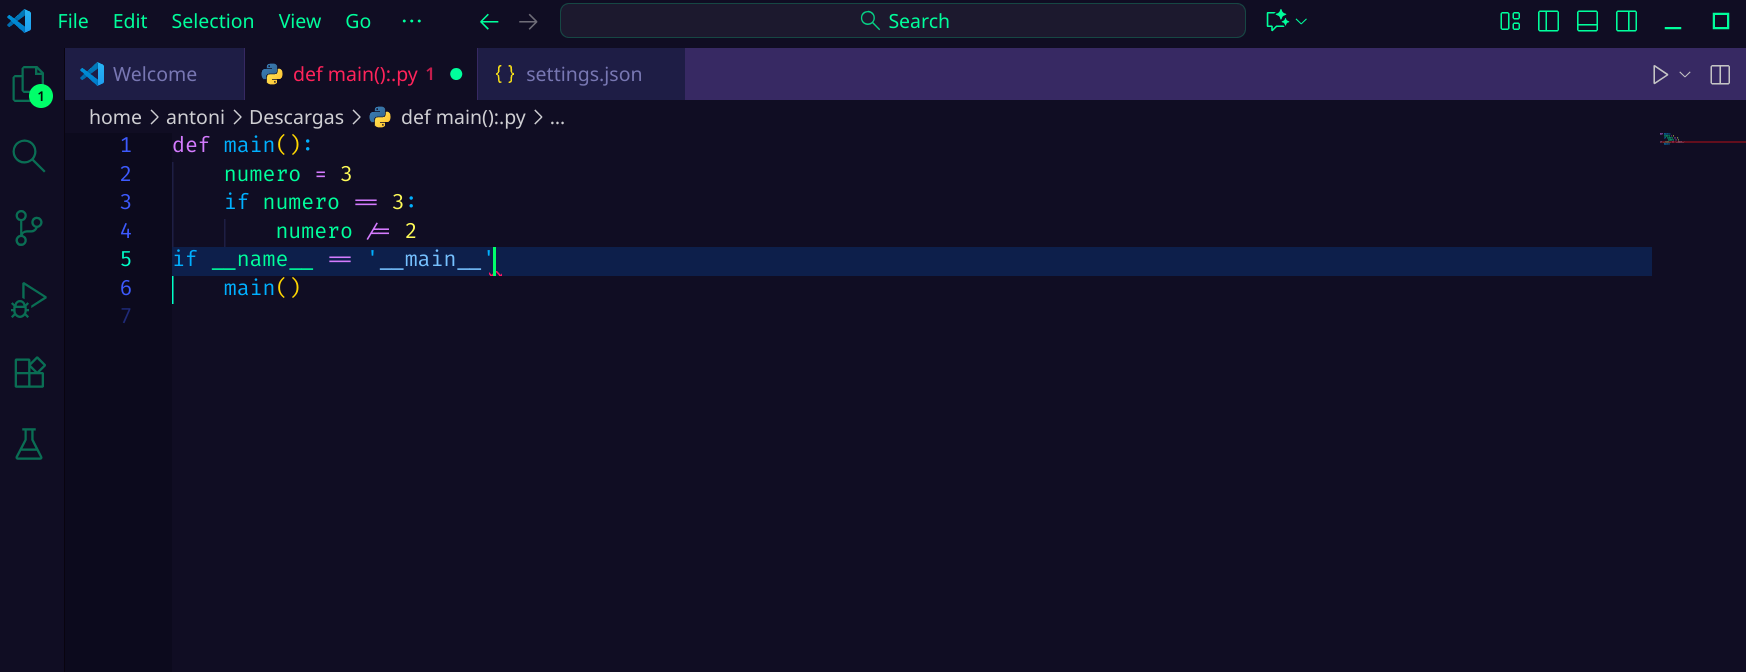 File Edit Selection View Go ··· Search
1
Welcome def main():.py 1 settings.json
home > antoni > Descargas > def main():.py > ...
1 def main():
2 numero = 3
3 if numero == 3:
4 numero /= 2
5 if __name__ == '__main__'
6 main()
7